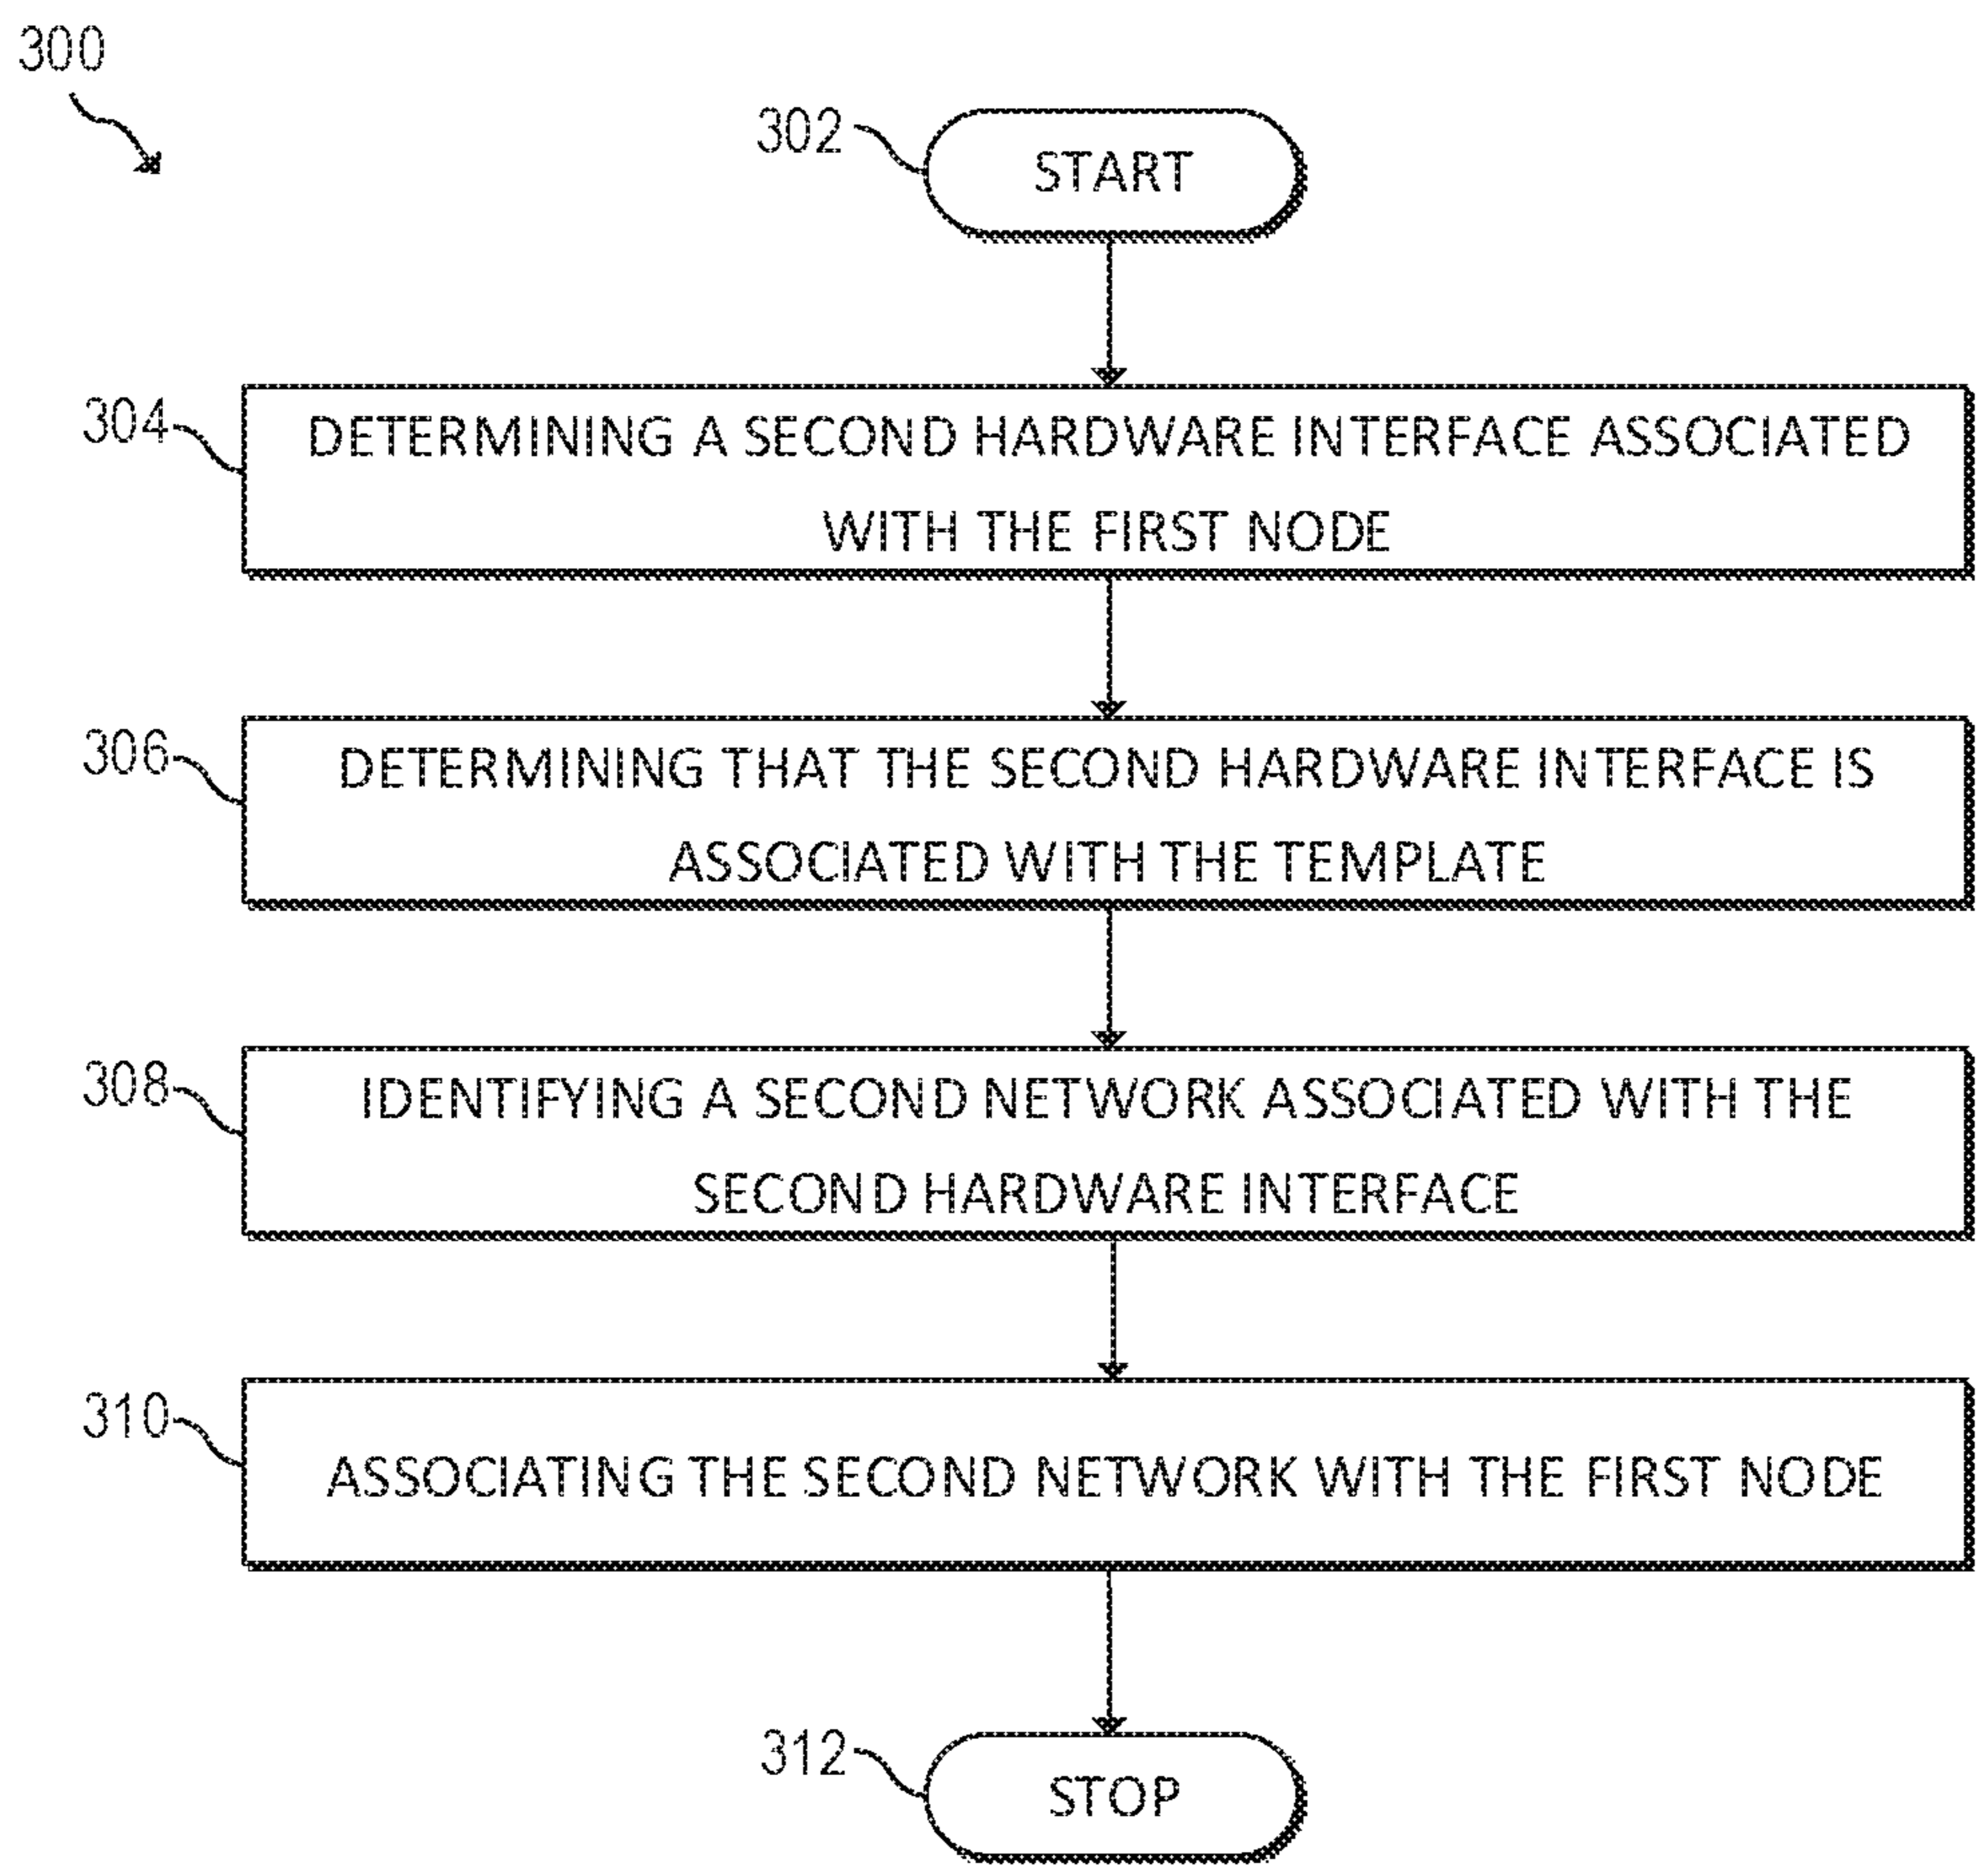 300
302
START
304
DETERMINING A SECOND HARDWARE INTERFACE ASSOCIATED
WITH THE FIRST NODE
306
DETERMINING THAT THE SECOND HARDWARE INTERFACE IS
ASSOCIATED WITH THE TEMPLATE
308
IDENTIFYING A SECOND NETWORK ASSOCIATED WITH THE
SECOND HARDWARE INTERFACE
310
ASSOCIATING THE SECOND NETWORK WITH THE FIRST NODE
312
STOP